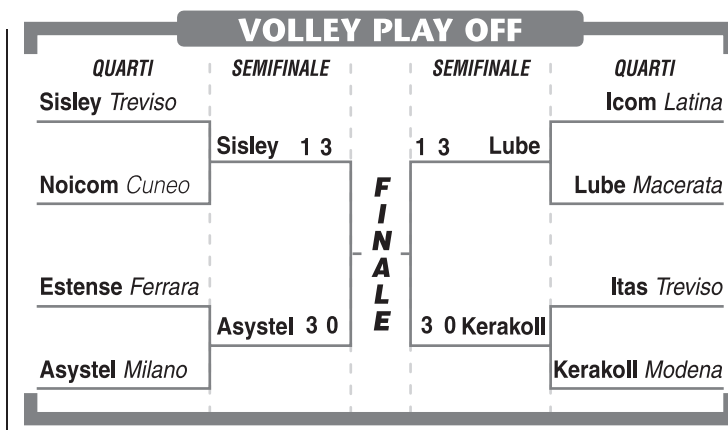 VOLLEY PLAY OFF
QUARTI SEMIFINALE SEMIFINALE QUARTI
Sisley Treviso
Icom Latina
Sisley 1 3
1 3 Lube
Noicom Cuneo
Lube Macerata
FINALE
Estense Ferrara
Itas Treviso
Asystel 3 0
3 0 Kerakoll
Asystel Milano
Kerakoll Modena